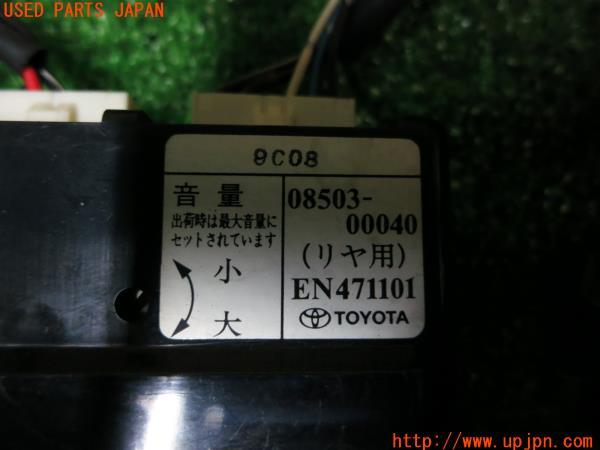 USED PARTS JAPAN
9C08
音量
出荷時は最大音量に
セットされています
小
大
08503-
00040
(リヤ用)
EN471101
TOYOTA
http://www.upjpn.com/